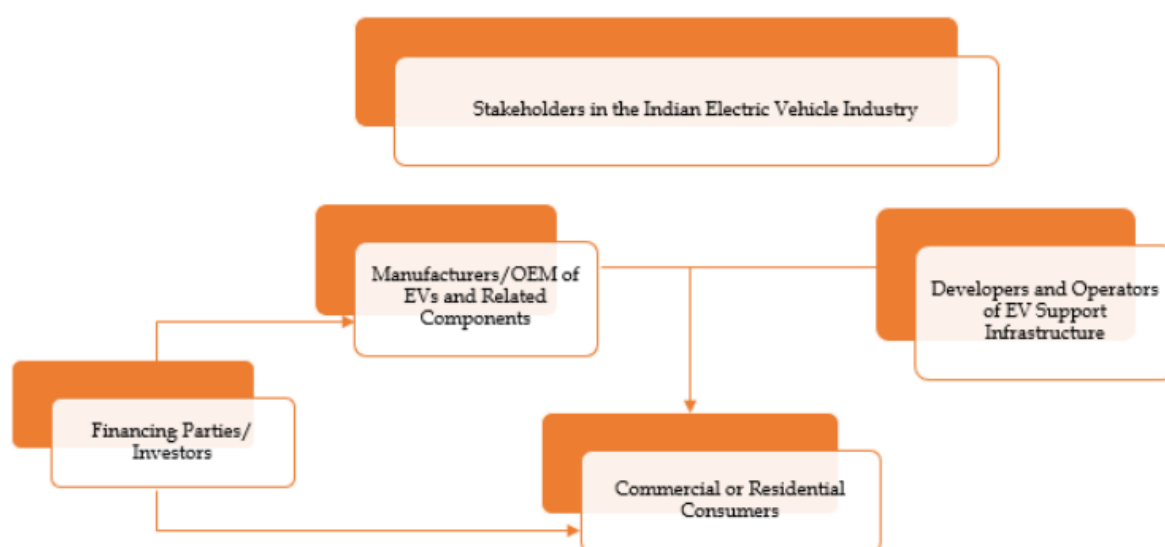 Stakeholders in the Indian Electric Vehicle Industry
Manufacturers/OEM of
EVs and Related
Components
Developers and Operators
of EV Support
Infrastructure
Financing Parties/
Investors
Commercial or Residential
Consumers